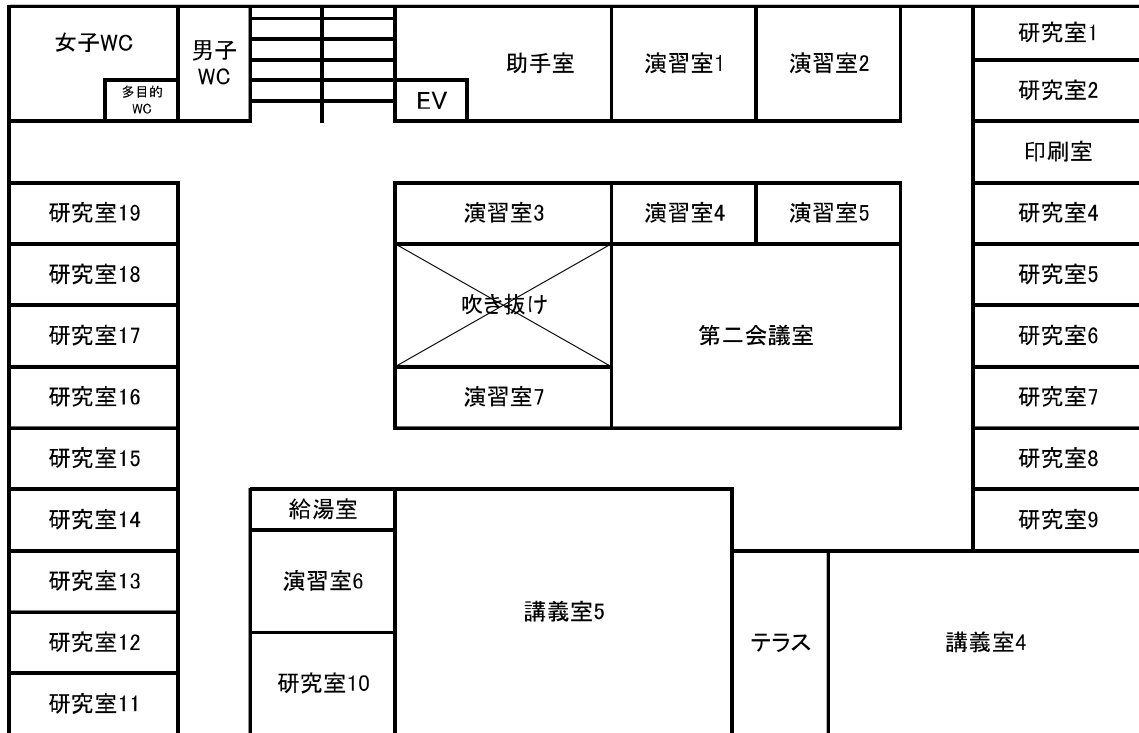 女子WC
男子
WC
多目的
WC
EV
助手室
演習室1
演習室2
研究室1
研究室2
印刷室
研究室19
演習室3
演習室4
演習室5
研究室4
研究室18
吹き抜け
第二会議室
研究室5
研究室17
研究室6
研究室16
演習室7
研究室7
研究室15
研究室8
研究室14
給湯室
研究室9
研究室13
演習室6
講義室5
研究室12
テラス
講義室4
研究室11
研究室10